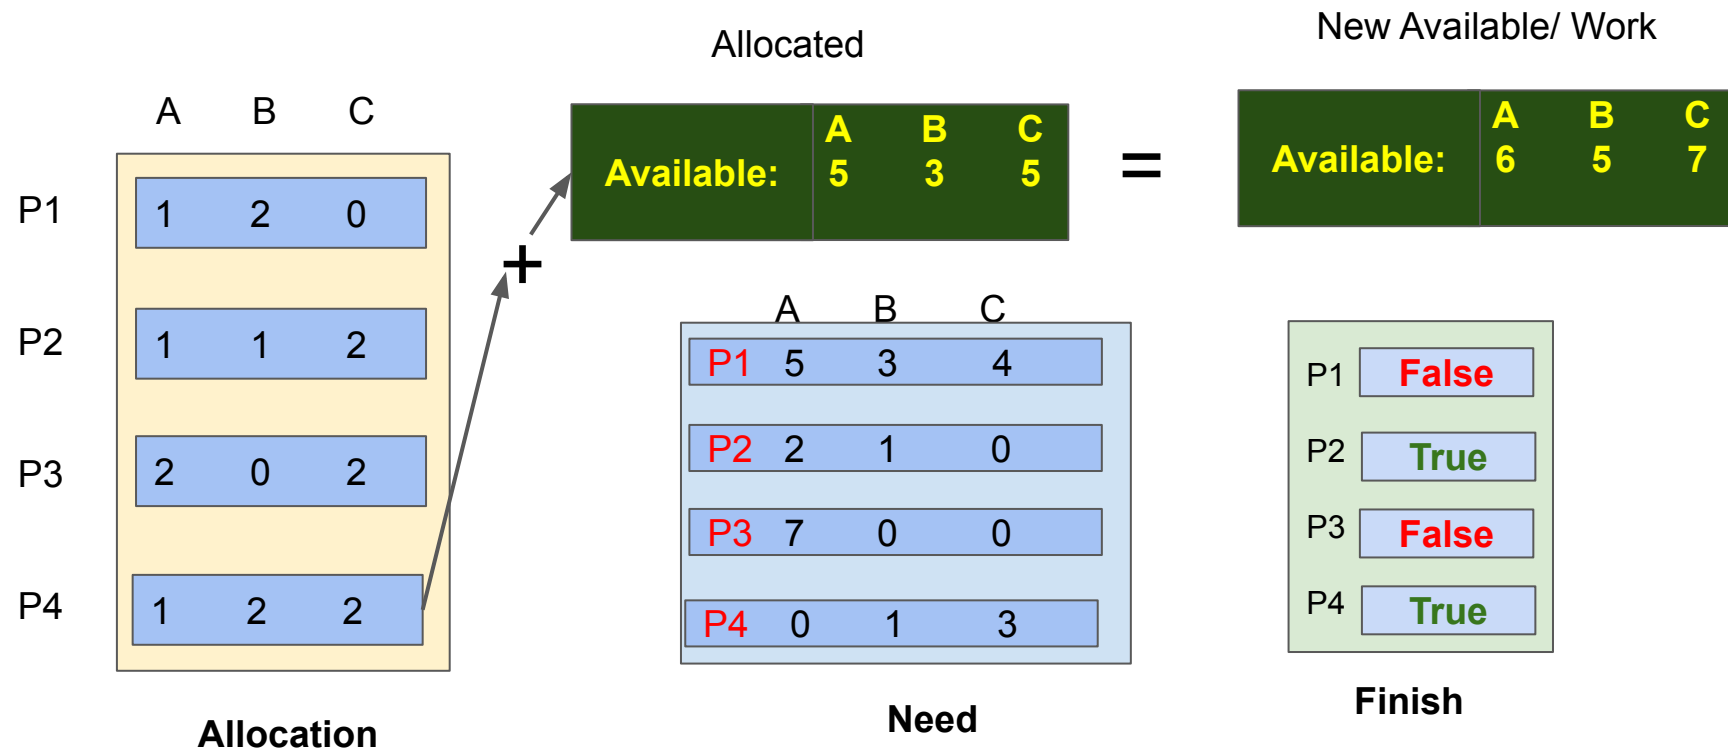 Allocated
New Available/ Work
A B C
P1 1 2 0
P2 1 1 2
P3 2 0 2
P4 1 2 2
Allocation
+
A B C
Available: 5 3 5
=
A B C
Available: 6 5 7
A B C
P1 5 3 4
P2 2 1 0
P3 7 0 0
P4 0 1 3
Need
P1 False
P2 True
P3 False
P4 True
Finish